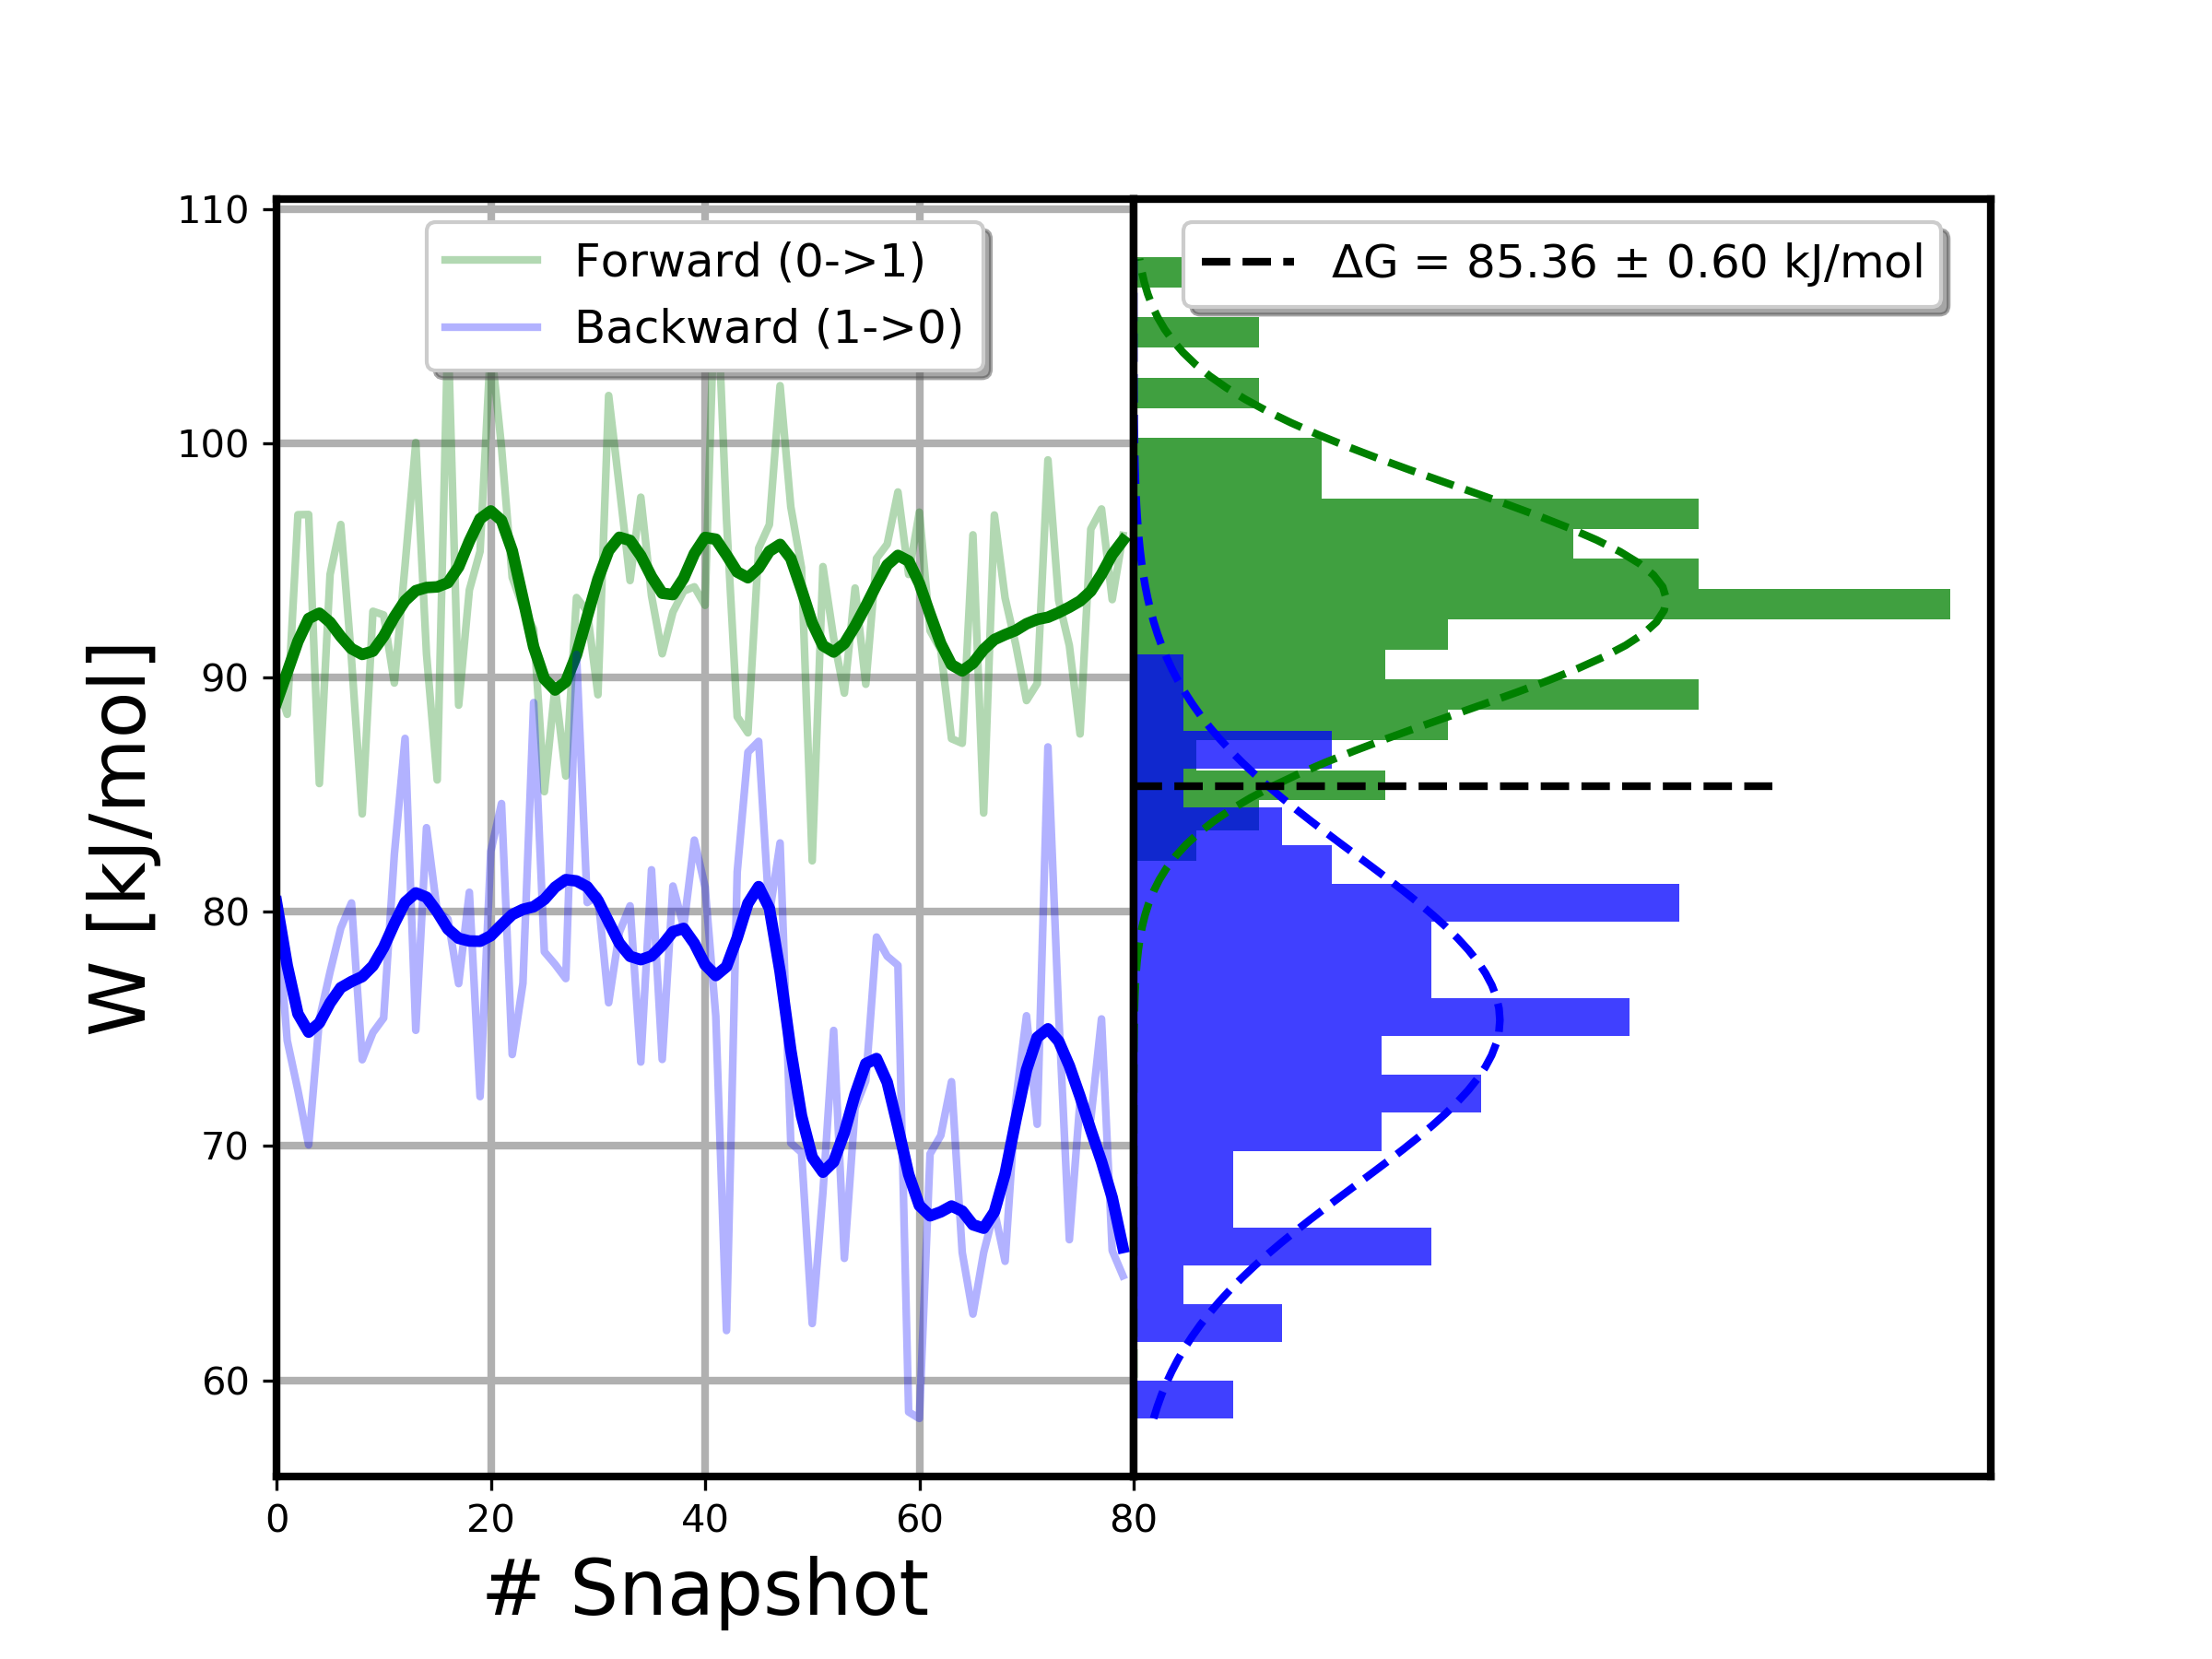 Forward (0->1)
Backward (1->0)
ΔG = 85.36 ± 0.60 kJ/mol
110
100
90
80
70
60
W [kJ/mol]
0 20 40 60 80
# Snapshot